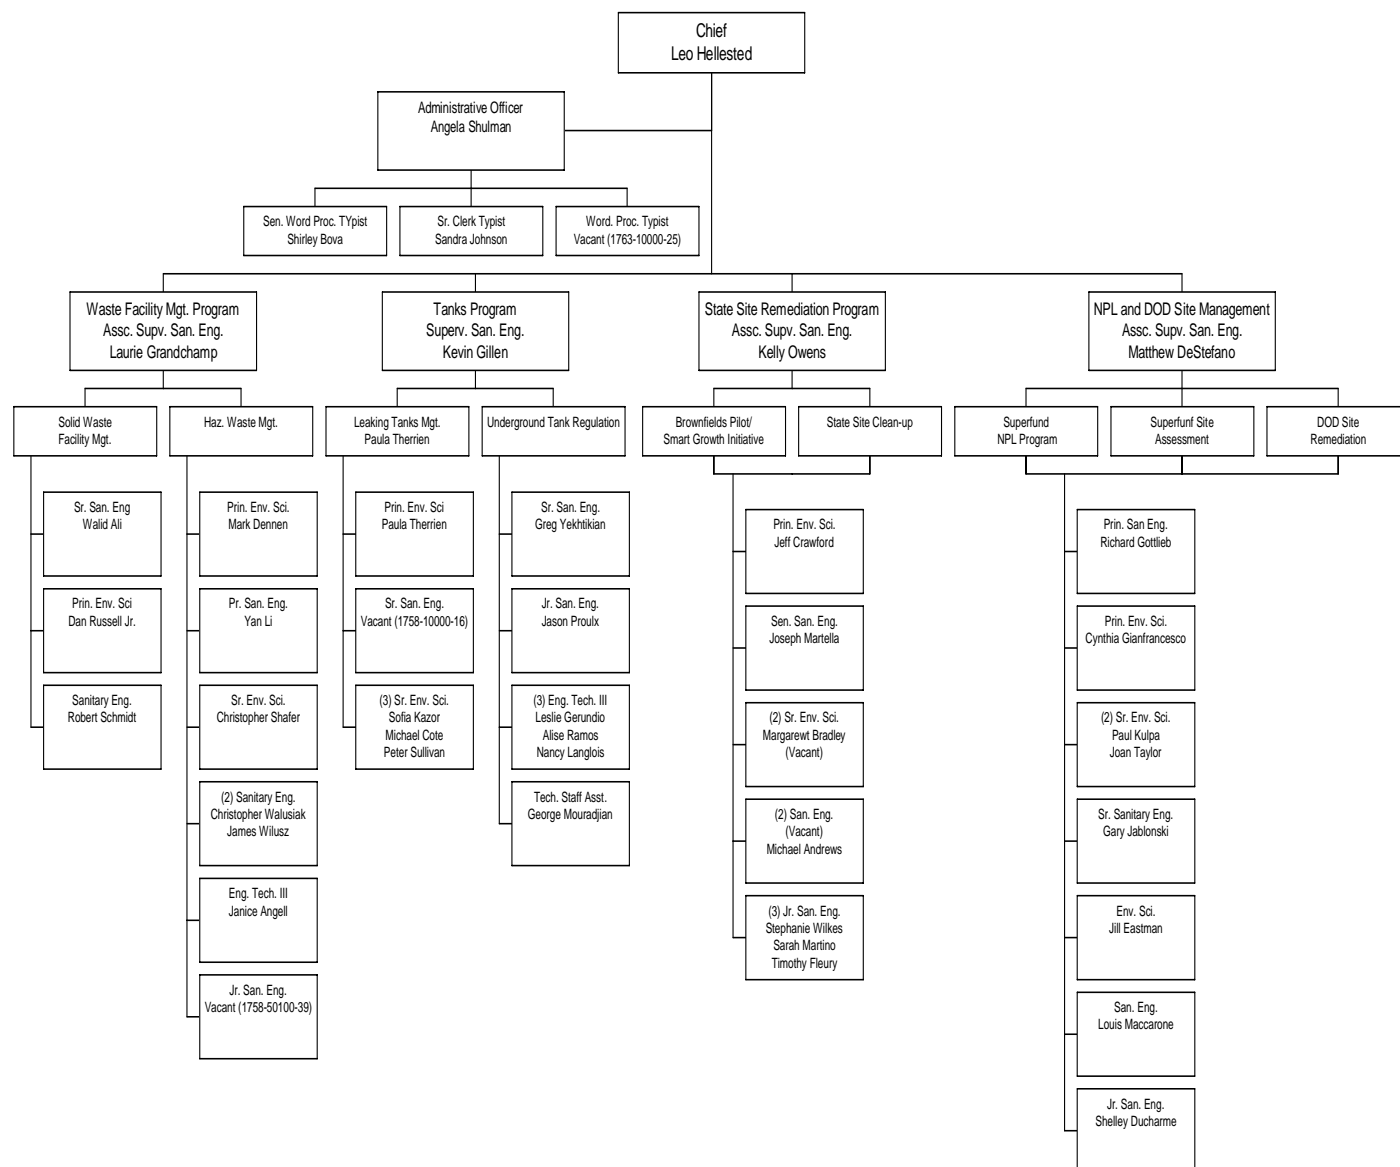 Chief
Leo Hellested
Administrative Officer
Angela Shulman
Sen. Word Proc. TYpist
Shirley Bova
Sr. Clerk Typist
Sandra Johnson
Word. Proc. Typist
Vacant (1763-10000-25)
Waste Facility Mgt. Program
Assc. Supv. San. Eng.
Laurie Grandchamp
Tanks Program
Superv. San. Eng.
Kevin Gillen
State Site Remediation Program
Assc. Supv. San. Eng.
Kelly Owens
NPL and DOD Site Management
Assc. Supv. San. Eng.
Matthew DeStefano
Solid Waste
Facility Mgt.
Haz. Waste Mgt.
Leaking Tanks Mgt.
Paula Therrien
Underground Tank Regulation
Brownfields Pilot/
Smart Growth Initiative
State Site Clean-up
Superfund
NPL Program
Superfunf Site
Assessment
DOD Site
Remediation
Sr. San. Eng
Walid Ali
Prin. Env. Sci
Dan Russell Jr.
Sanitary Eng.
Robert Schmidt
Prin. Env. Sci.
Mark Dennen
Pr. San. Eng.
Yan Li
Sr. Env. Sci.
Christopher Shafer
(2) Sanitary Eng.
Christopher Walusiak
James Wilusz
Eng. Tech. III
Janice Angell
Jr. San. Eng.
Vacant (1758-50100-39)
Prin. Env. Sci
Paula Therrien
Sr. San. Eng.
Vacant (1758-10000-16)
(3) Sr. Env. Sci.
Sofia Kazor
Michael Cote
Peter Sullivan
Sr. San. Eng.
Greg Yekhtikian
Jr. San. Eng.
Jason Proulx
(3) Eng. Tech. III
Leslie Gerundio
Alise Ramos
Nancy Langlois
Tech. Staff Asst.
George Mouradjian
Prin. Env. Sci.
Jeff Crawford
Sen. San. Eng.
Joseph Martella
(2) Sr. Env. Sci.
Margarewt Bradley
(Vacant)
(2) San. Eng.
(Vacant)
Michael Andrews
(3) Jr. San. Eng.
Stephanie Wilkes
Sarah Martino
Timothy Fleury
Prin. San Eng.
Richard Gottlieb
Prin. Env. Sci.
Cynthia Gianfrancesco
(2) Sr. Env. Sci.
Paul Kulpa
Joan Taylor
Sr. Sanitary Eng.
Gary Jablonski
Env. Sci.
Jill Eastman
San. Eng.
Louis Maccarone
Jr. San. Eng.
Shelley Ducharme